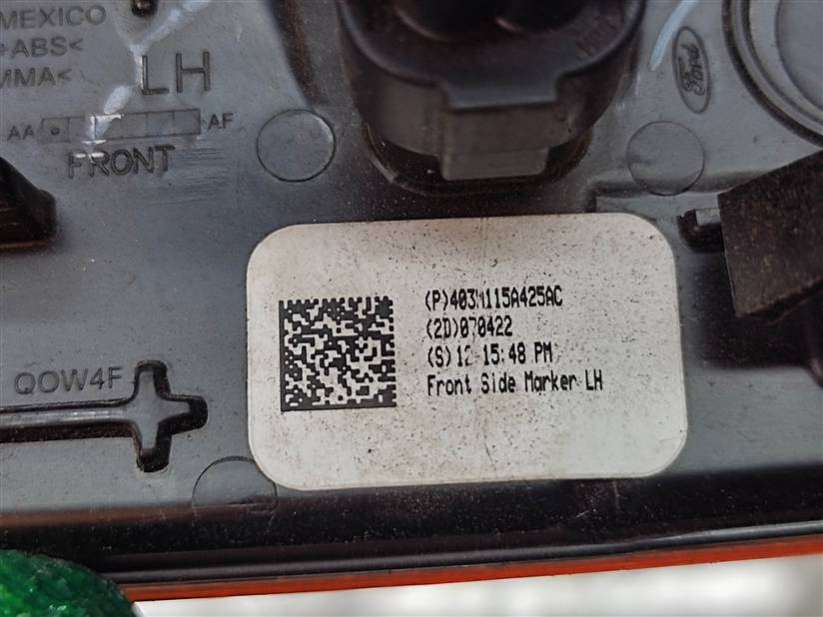 MEXICO
>ABS<
MMA<
LH
AA AF
FRONT
Ford
QOW4F
(P)403M115A425AC
(2D)070422
(S)12-15:48 PM
Front Side Marker LH